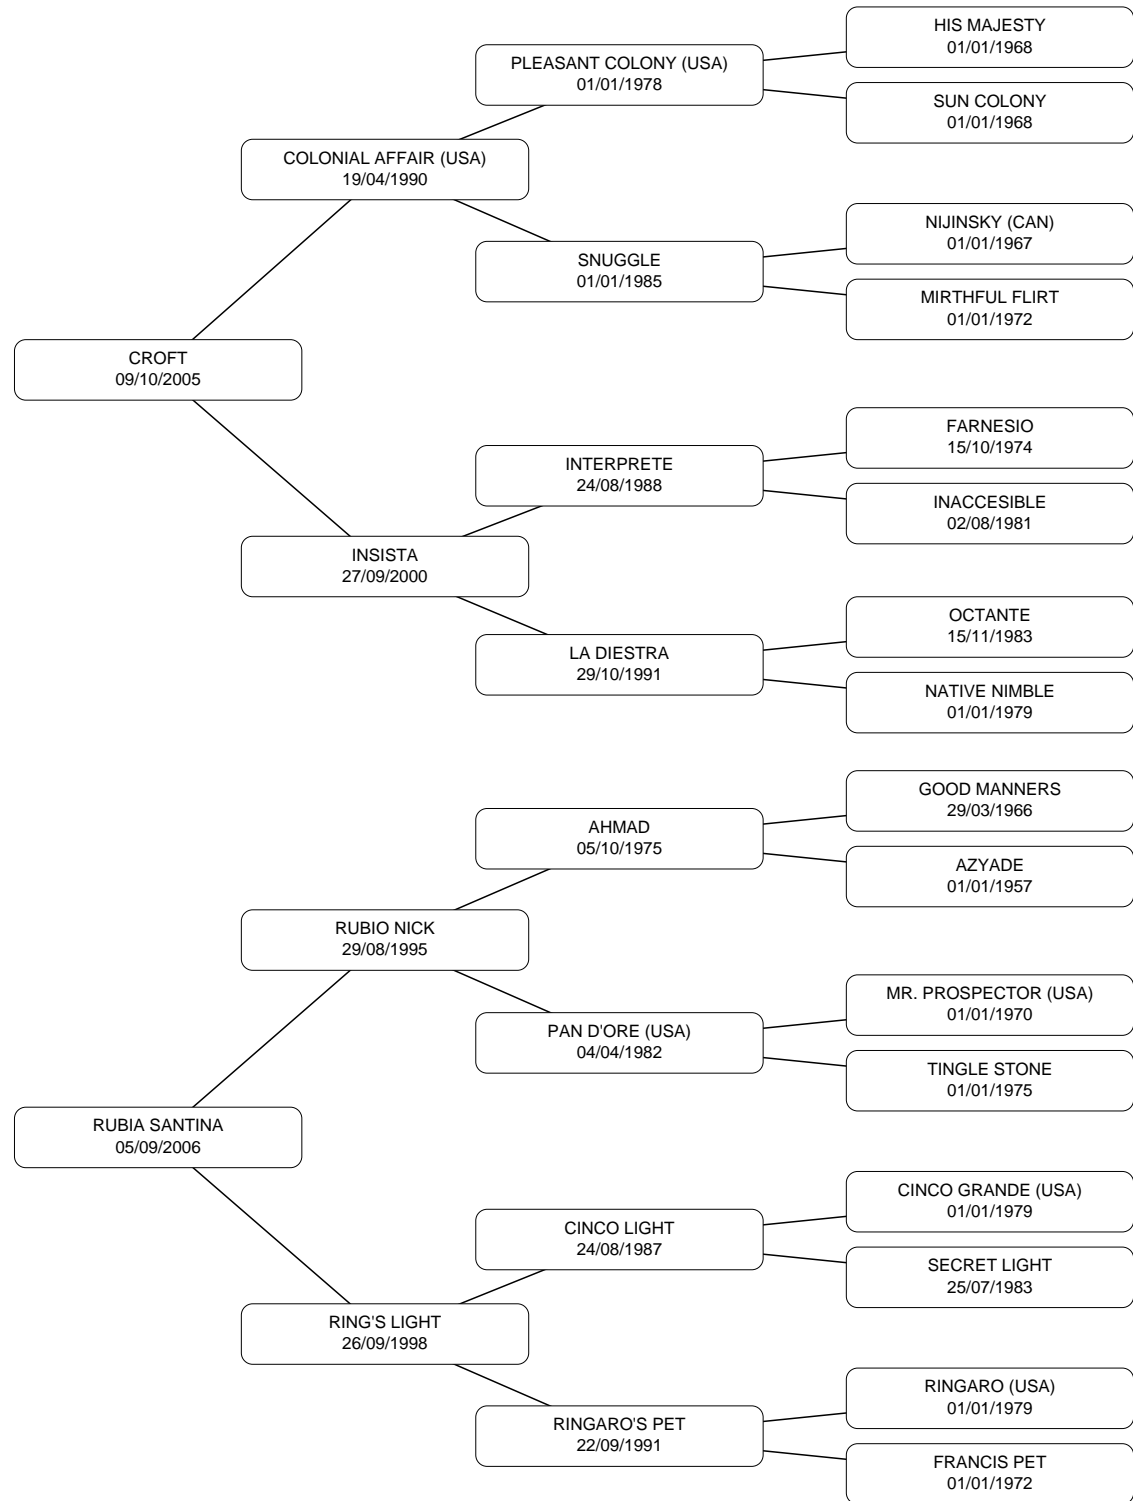 HIS MAJESTY
01/01/1968
PLEASANT COLONY (USA)
01/01/1978
SUN COLONY
01/01/1968
COLONIAL AFFAIR (USA)
19/04/1990
NIJINSKY (CAN)
01/01/1967
SNUGGLE
01/01/1985
MIRTHFUL FLIRT
01/01/1972
CROFT
09/10/2005
FARNESIO
15/10/1974
INTERPRETE
24/08/1988
INACCESIBLE
02/08/1981
INSISTA
27/09/2000
OCTANTE
15/11/1983
LA DIESTRA
29/10/1991
NATIVE NIMBLE
01/01/1979
GOOD MANNERS
29/03/1966
AHMAD
05/10/1975
AZYADE
01/01/1957
RUBIO NICK
29/08/1995
MR. PROSPECTOR (USA)
01/01/1970
PAN D'ORE (USA)
04/04/1982
TINGLE STONE
01/01/1975
RUBIA SANTINA
05/09/2006
CINCO GRANDE (USA)
01/01/1979
CINCO LIGHT
24/08/1987
SECRET LIGHT
25/07/1983
RING'S LIGHT
26/09/1998
RINGARO (USA)
01/01/1979
RINGARO'S PET
22/09/1991
FRANCIS PET
01/01/1972